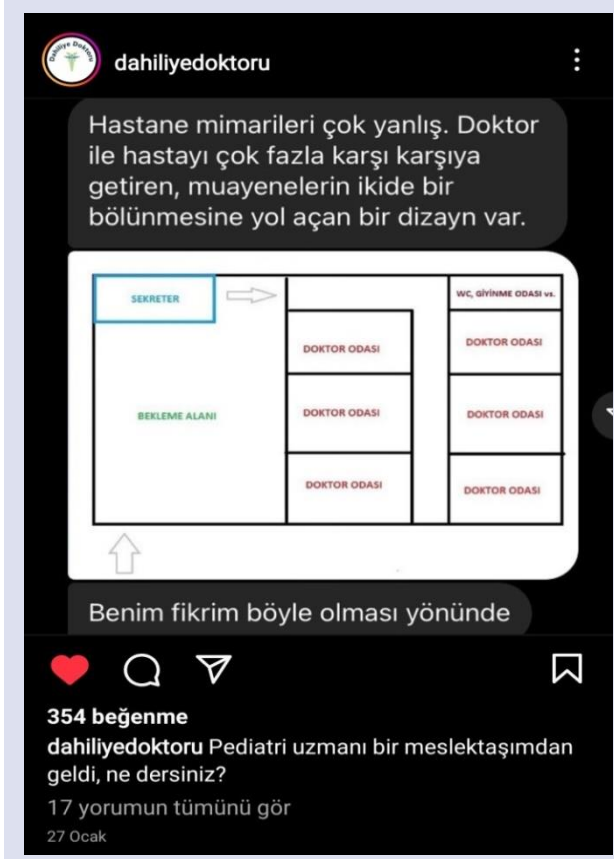 Dahiliye Doktoru
dahiliyedoktoru
Hastane mimarileri çok yanlış. Doktor
ile hastayı çok fazla karşı karşıya
getiren, muayenelerin ikide bir
bölünmesine yol açan bir dizayn var.
SEKRETER
WC, GİYİNME ODASI vs.
DOKTOR ODASI
DOKTOR ODASI
BEKLEME ALANI
DOKTOR ODASI
DOKTOR ODASI
DOKTOR ODASI
DOKTOR ODASI
Benim fikrim böyle olması yönünde
354 beğenme
dahiliyedoktoru Pediatri uzmanı bir meslektaşımdan
geldi, ne dersiniz?
17 yorumun tümünü gör
27 Ocak